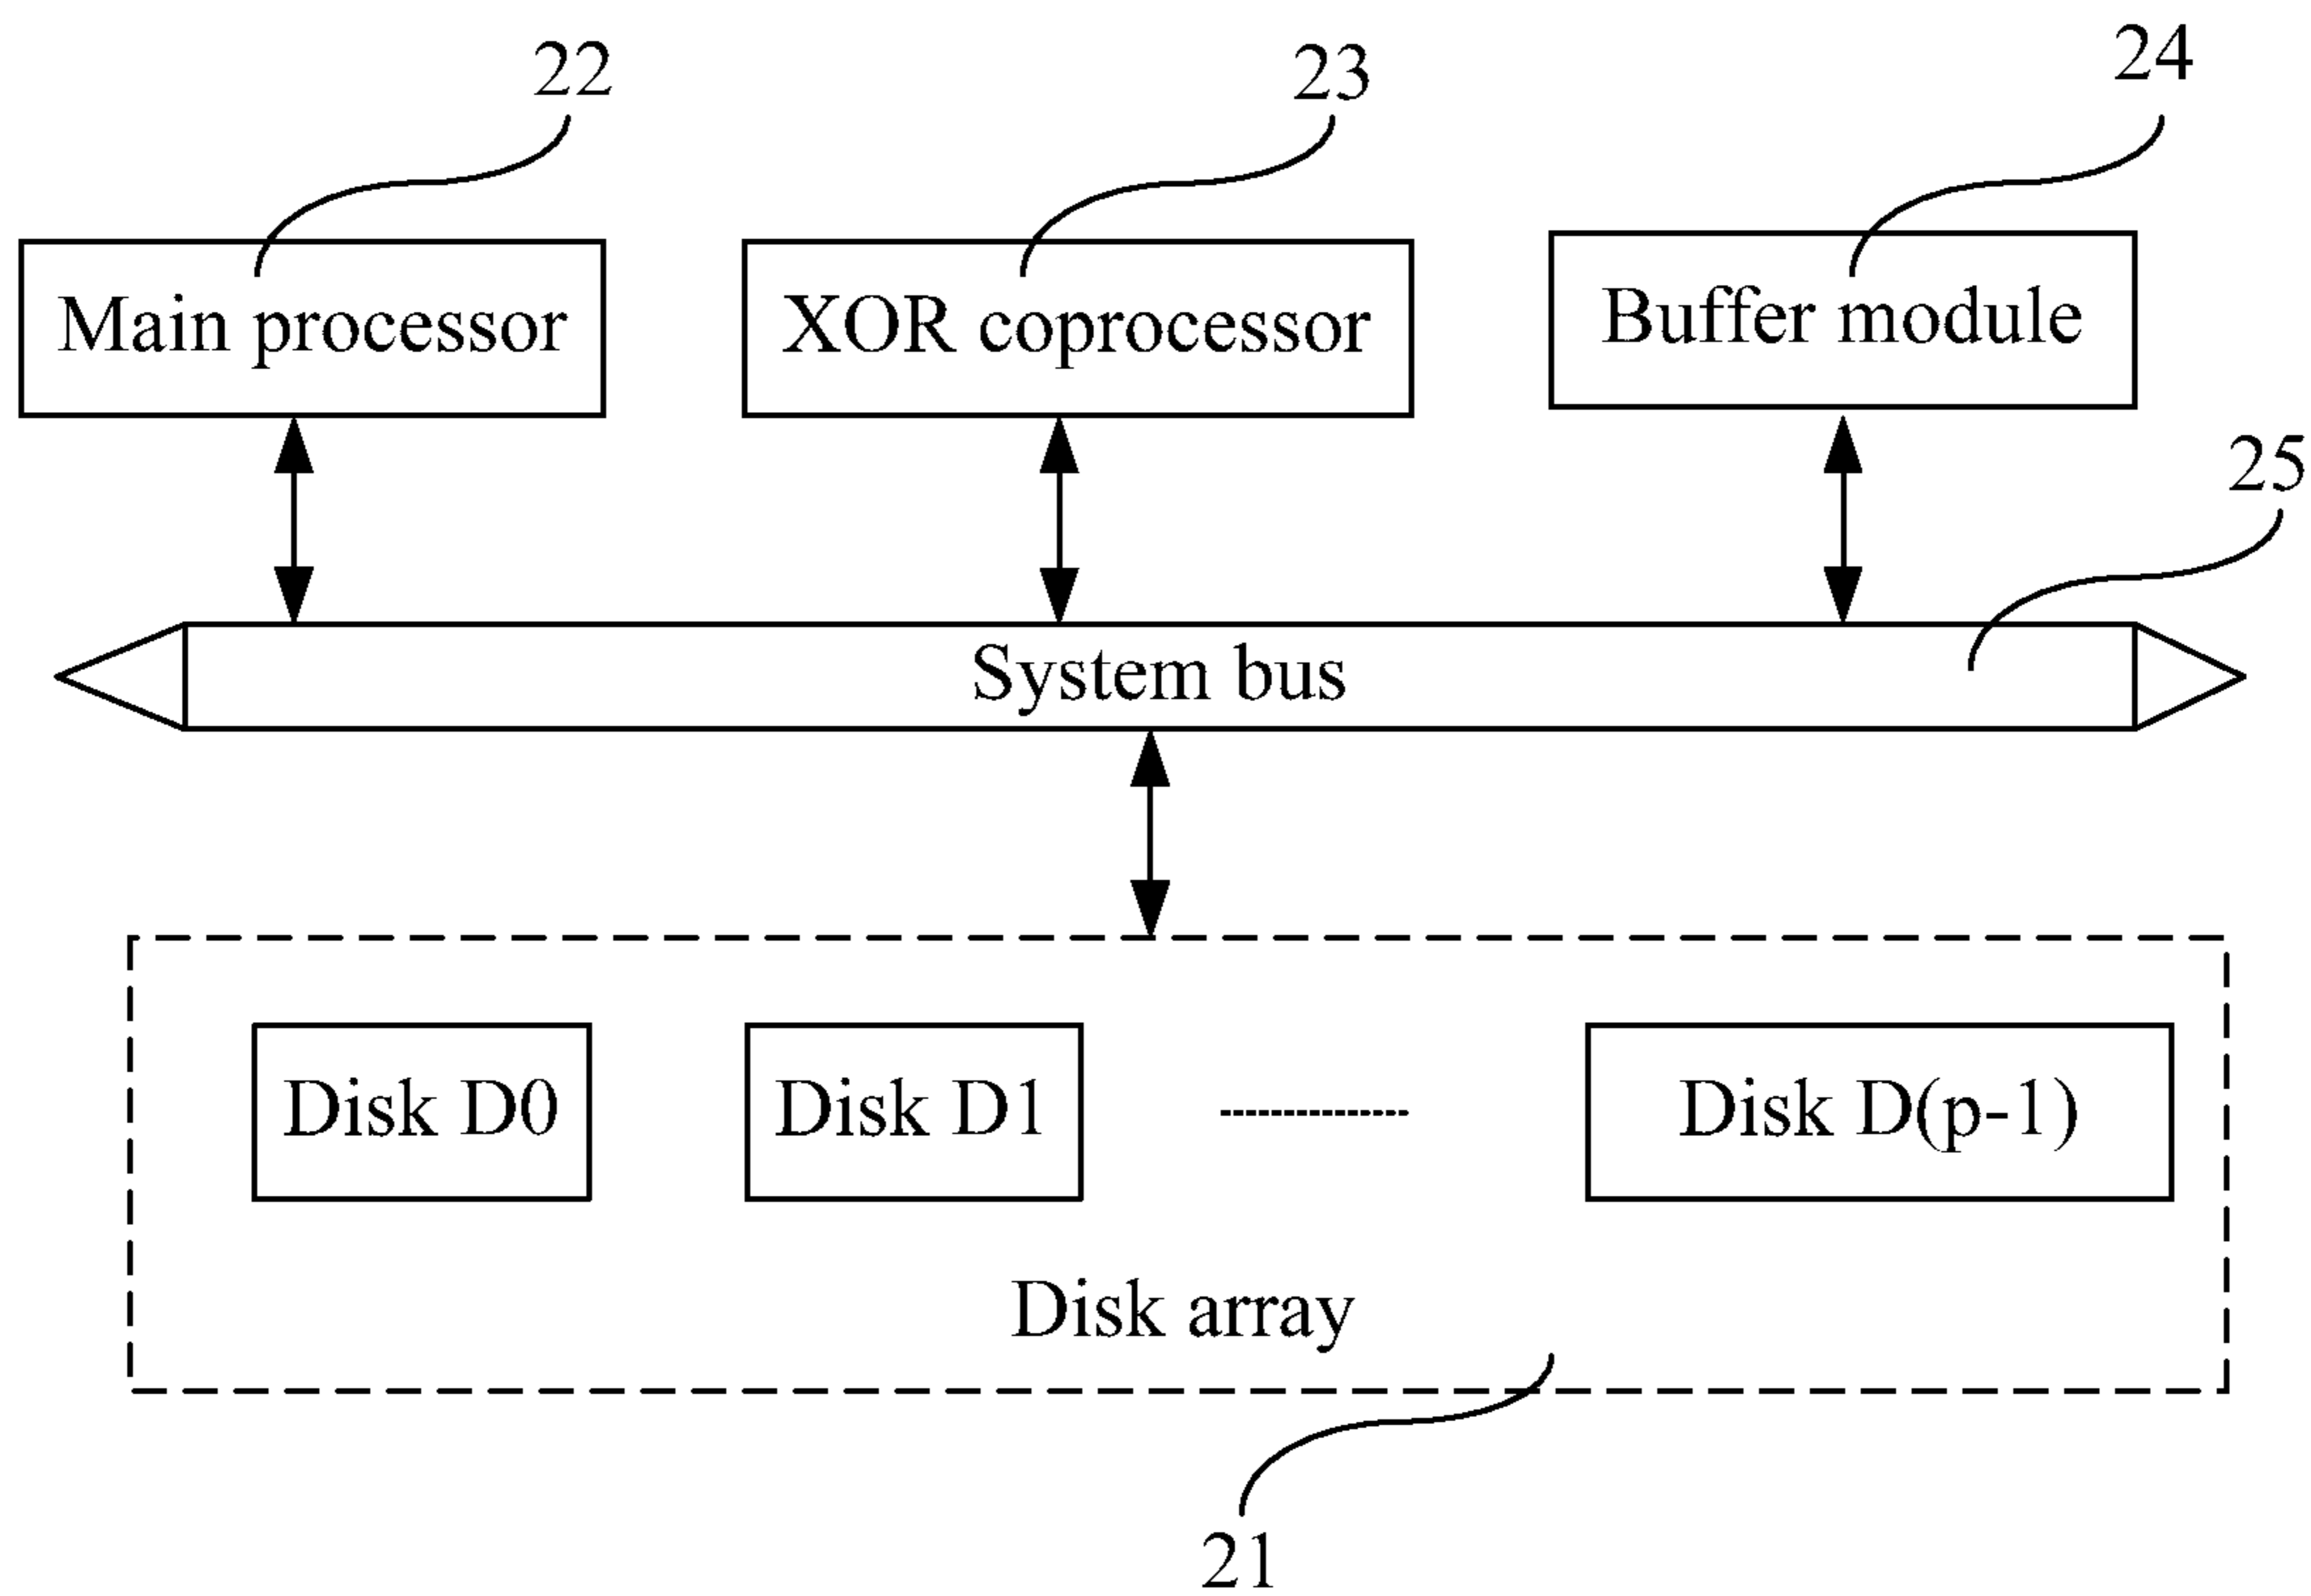 22
23
24
Main processor
XOR coprocessor
Buffer module
25
System bus
Disk D0
Disk D1
Disk D(p-1)
Disk array
21